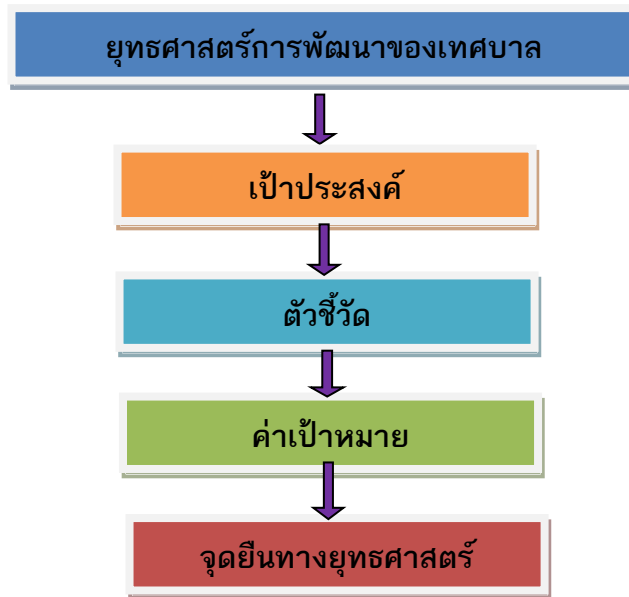 ยุทธศาสตร์การพัฒนาของเทศบาล
เป้าประสงค์
ตัวชี้วัด
ค่าเป้าหมาย
จุดยืนทางยุทธศาสตร์